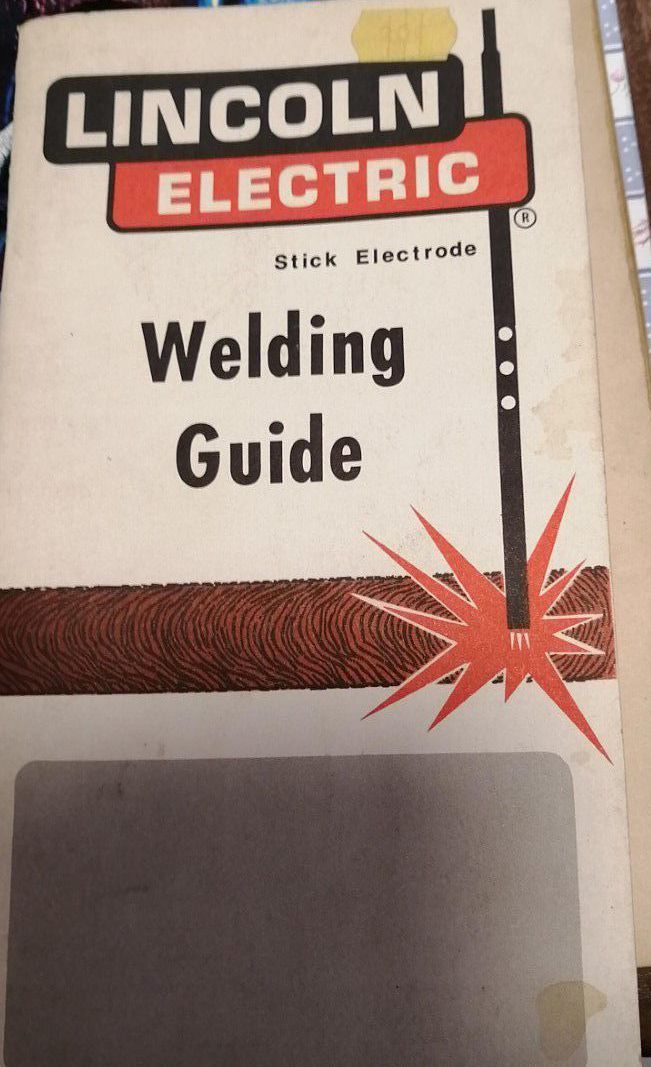 LINCOLN
ELECTRIC
®
Stick Electrode
Welding
Guide